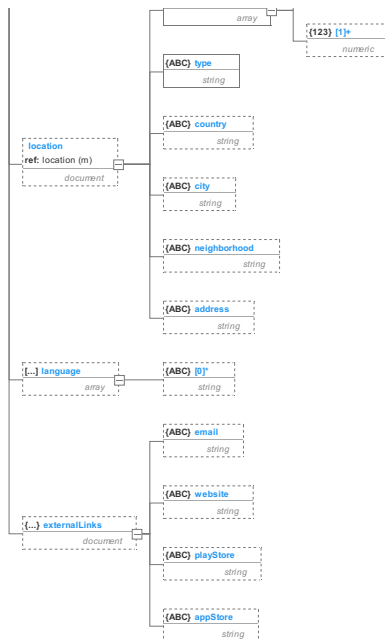 array
{123} [1]+
numeric
{ABC} type
string
{ABC} country
string
location
ref: location (m)
document
{ABC} city
string
{ABC} neighborhood
string
{ABC} address
string
[...] language
array
{ABC} [0]*
string
{ABC} email
string
{ABC} website
string
{...} externalLinks
document
{ABC} playStore
string
{ABC} appStore
string